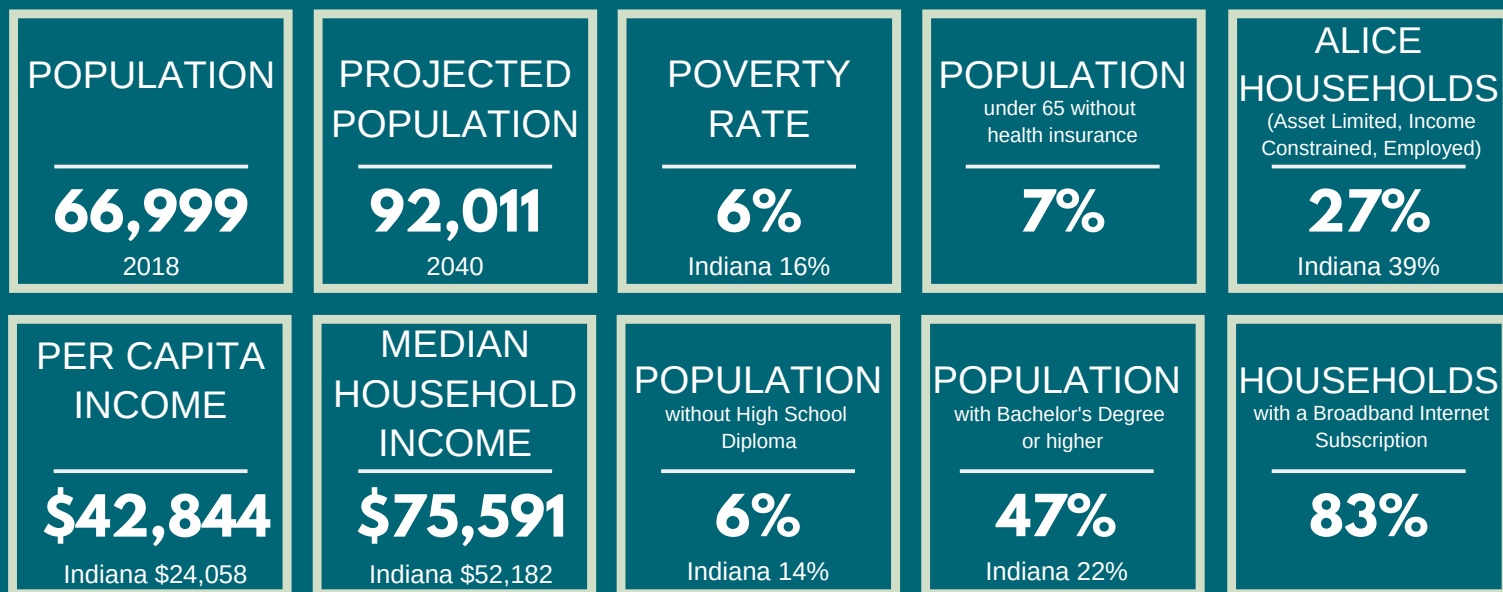 POPULATION
66,999
2018
PROJECTED
POPULATION
92,011
2040
POVERTY
RATE
6%
Indiana 16%
POPULATION
under 65 without
health insurance
7%
ALICE
HOUSEHOLDS
(Asset Limited, Income
Constrained, Employed)
27%
Indiana 39%
PER CAPITA
INCOME
$42,844
Indiana $24,058
MEDIAN
HOUSEHOLD
INCOME
$75,591
Indiana $52,182
POPULATION
without High School
Diploma
6%
Indiana 14%
POPULATION
with Bachelor's Degree
or higher
47%
Indiana 22%
HOUSEHOLDS
with a Broadband Internet
Subscription
83%